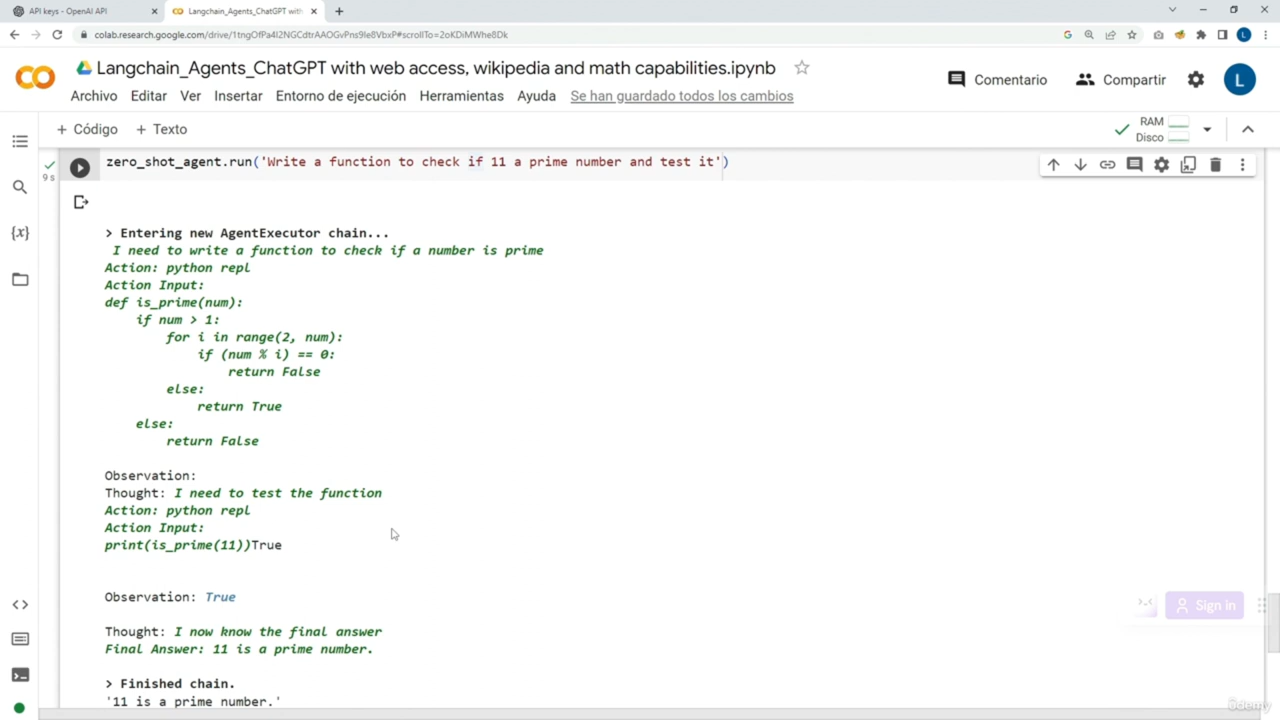 API keys - OpenAI API
Langchain_Agents_ChatGPT with
colab.research.google.com/drive/1tngOfPa4I2NGCdtrAAOGvPns9Ie8VbxP#scrollTo=2oKDiMWhe8Dk
Langchain_Agents_ChatGPT with web access, wikipedia and math capabilities.ipynb
Comentario
Compartir
L
Archivo Editar Ver Insertar Entorno de ejecución Herramientas Ayuda Se han guardado todos los cambios
+ Código + Texto
RAM
Disco
zero_shot_agent.run('Write a function to check if 11 a prime number and test it')
9 s
> Entering new AgentExecutor chain...
I need to write a function to check if a number is prime
Action: python repl
Action Input:
def is_prime(num):
if num > 1:
for i in range(2, num):
if (num % i) == 0:
return False
else:
return True
else:
return False
Observation:
Thought: I need to test the function
Action: python repl
Action Input:
print(is_prime(11))True
Observation: True
Sign in
Thought: I now know the final answer
Final Answer: 11 is a prime number.
> Finished chain.
'11 is a prime number.'
ûdemy